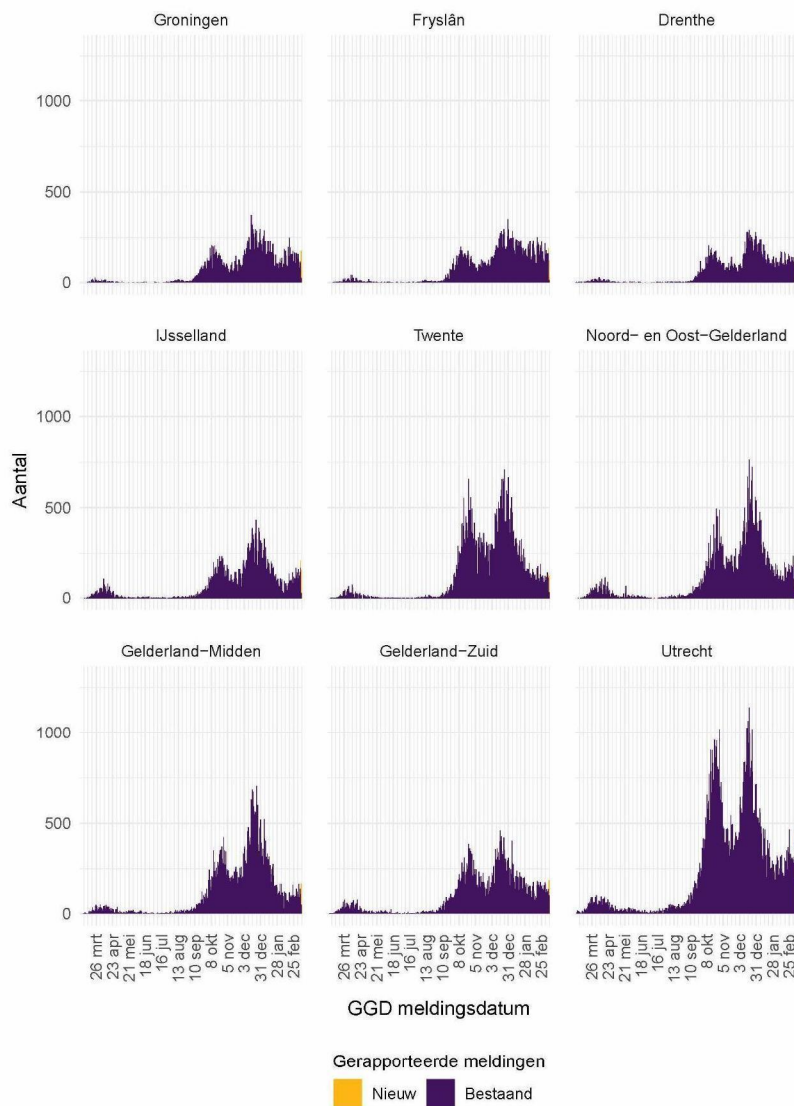 Groningen
Fryslân
Drenthe
1000
500
0
IJsselland
Twente
Noord- en Oost-Gelderland
1000
500
0
Aantal
Gelderland-Midden
Gelderland-Zuid
Utrecht
1000
500
0
26 mrt
23 apr
21 mei
18 jun
16 jul
13 aug
10 sep
8 okt
5 nov
3 dec
31 dec
28 jan
25 feb
26 mrt
23 apr
21 mei
18 jun
16 jul
13 aug
10 sep
8 okt
5 nov
3 dec
31 dec
28 jan
25 feb
26 mrt
23 apr
21 mei
18 jun
16 jul
13 aug
10 sep
8 okt
5 nov
3 dec
31 dec
28 jan
25 feb
GGD meldingsdatum
Gerapporteerde meldingen
Nieuw
Bestaand